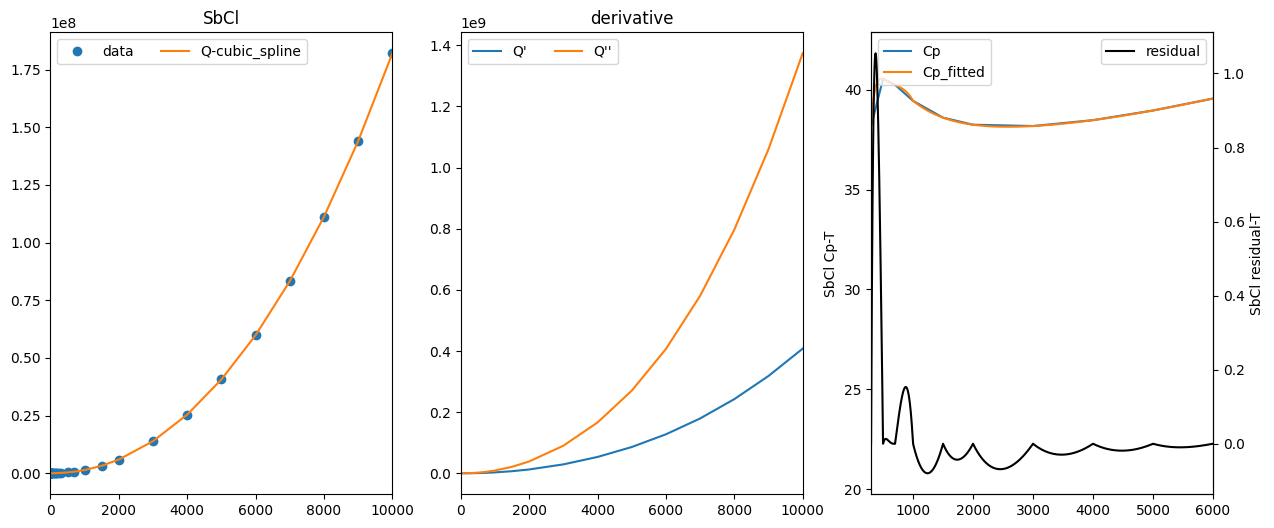 SbCl
1e8
data
Q-cubic_spline
1.75
1.50
1.25
1.00
0.75
0.50
0.25
0.00
0 2000 4000 6000 8000 10000
derivative
1e9
Q'
Q''
1.4
1.2
1.0
0.8
0.6
0.4
0.2
0.0
0 2000 4000 6000 8000 10000
Cp
Cp_fitted
residual
SbCl Cp-T
40
35
30
25
20
1.0
0.8
0.6
0.4
0.2
0.0
SbCl residual-T
1000 2000 3000 4000 5000 6000